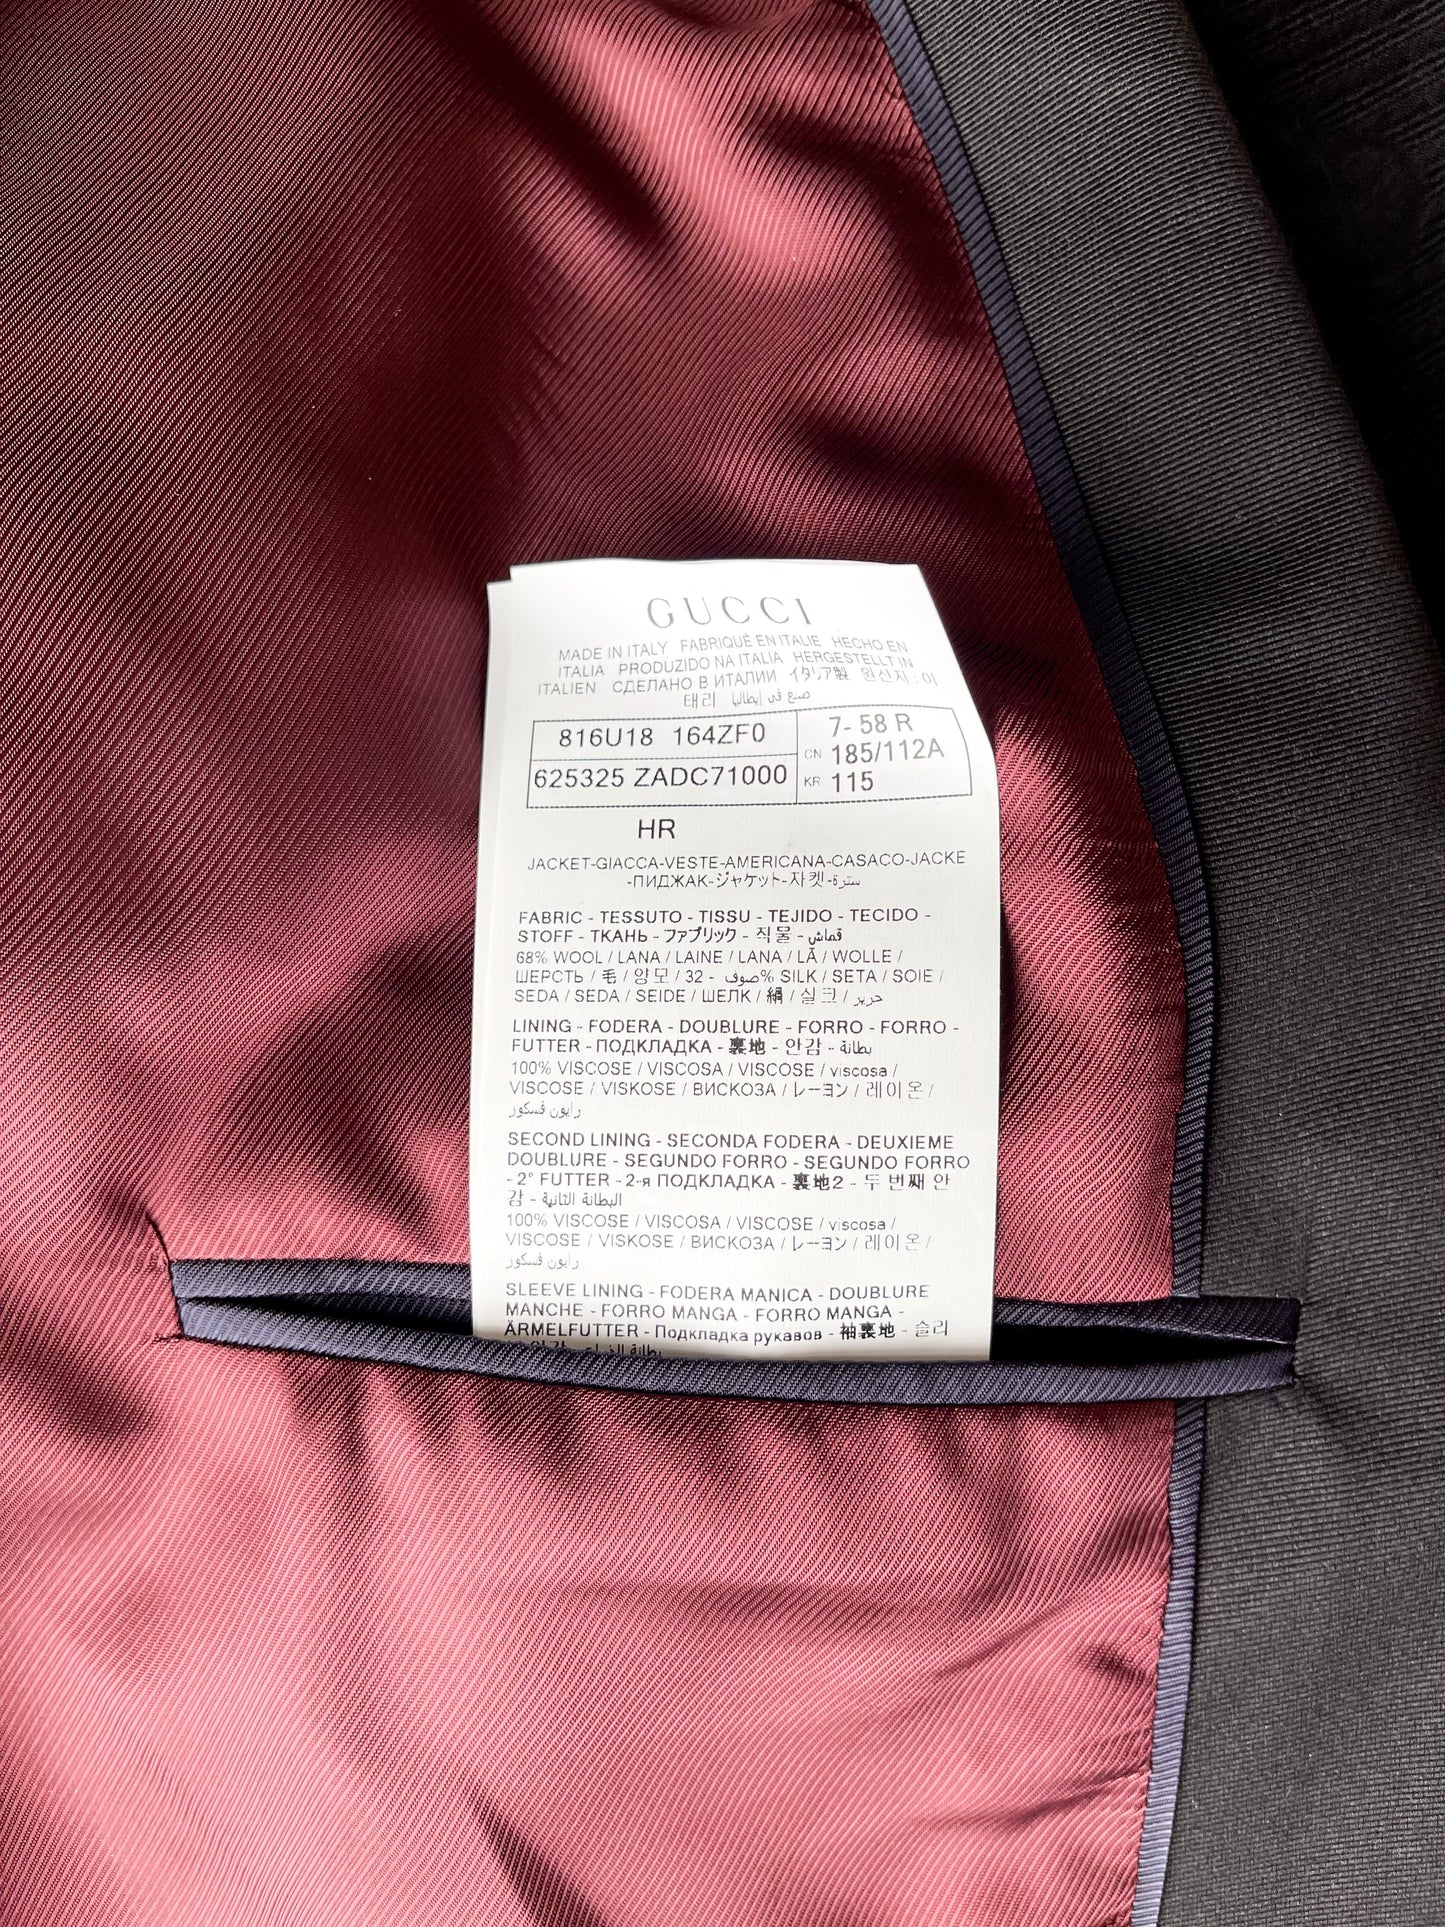 GUCCI
MADE IN ITALY FABRIQUÉ EN ITALIE HECHO EN
ITALIA PRODUZIDO NA ITALIA HERGESTELLT IN
ITALIEN СДЕЛАНО В ИТАЛИИ イタリア製 원산지 : 이
태리 صنع في إيطاليا
816U18 164ZF0
625325 ZADC71000
7- 58 R
CN 185/112A
KR 115
HR
JACKET-GIACCA-VESTE-AMERICANA-CASACO-JACKE
-ПИДЖАК-ジャケット-자켓-سترة
FABRIC - TESSUTO - TISSU - TEJIDO - TECIDO -
STOFF - ТКАНЬ - ファブリック - 직물 - قماش
68% WOOL / LANA / LAINE / LANA / LÃ / WOLLE /
ШЕРСТЬ / 毛 / 양모 / 32 - صوف% SILK / SETA / SOIE /
SEDA / SEDA / SEIDE / ШЕЛК / 絹 / 실크 / حرير
LINING - FODERA - DOUBLURE - FORRO - FORRO -
FUTTER - ПОДКЛАДКА - 裏地 - 안감 - بطانة
100% VISCOSE / VISCOSA / VISCOSE / viscosa /
VISCOSE / VISKOSE / ВИСКОЗА / レーヨン / 레이온 /
رايون فسكوز
SECOND LINING - SECONDA FODERA - DEUXIEME
DOUBLURE - SEGUNDO FORRO - SEGUNDO FORRO
- 2° FUTTER - 2-я ПОДКЛАДКА - 裏地2 - 두 번째 안
감 - البطانة الثانية
100% VISCOSE / VISCOSA / VISCOSE / viscosa /
VISCOSE / VISKOSE / ВИСКОЗА / レーヨン / 레이온 /
رايون فسكوز
SLEEVE LINING - FODERA MANICA - DOUBLURE
MANCHE - FORRO MANGA - FORRO MANGA -
ÄRMELFUTTER - Подкладка рукавов - 袖裏地 - 슬리